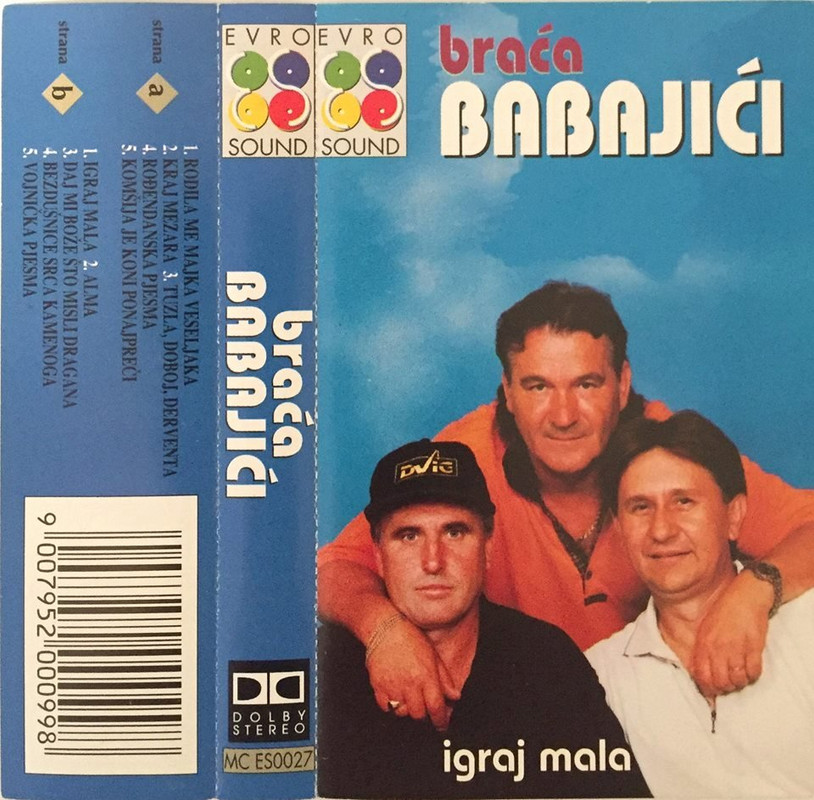 strana a
1. RODILA ME MAJKA VESELJAKA
2. KRAJ MEZARA 3. TUZLA, DOBOJ, DERVENTA
4. ROĐENDANSKA PJESMA
5. KOMŠIJA JE KONI PONAJPREĆI
strana b
1. IGRAJ MALA 2. ALMA
3. DAJ MI BOŽE ŠTO MISLI DRAGANA
4. BEZDUŠNICE SRCA KAMENOGA
5. VOJNIČKA PJESMA
9 007952 000998
EVRO
SOUND
braća
BABAJIĆI
DOLBY
STEREO
MC ES0027
EVRO
SOUND
braća
BABAJIĆI
DViG
igraj mala